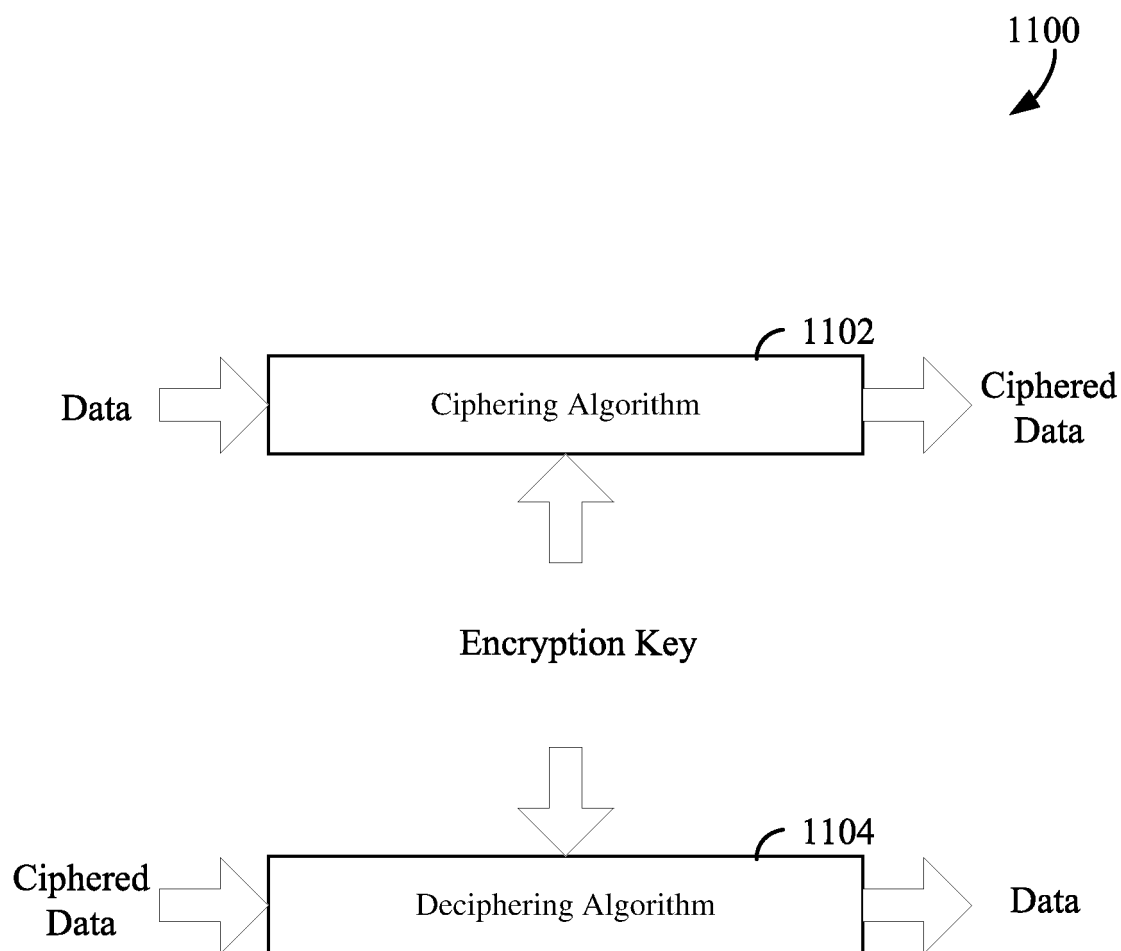 1100
1102
Data
Ciphering Algorithm
Ciphered
Data
Encryption Key
1104
Ciphered
Data
Deciphering Algorithm
Data